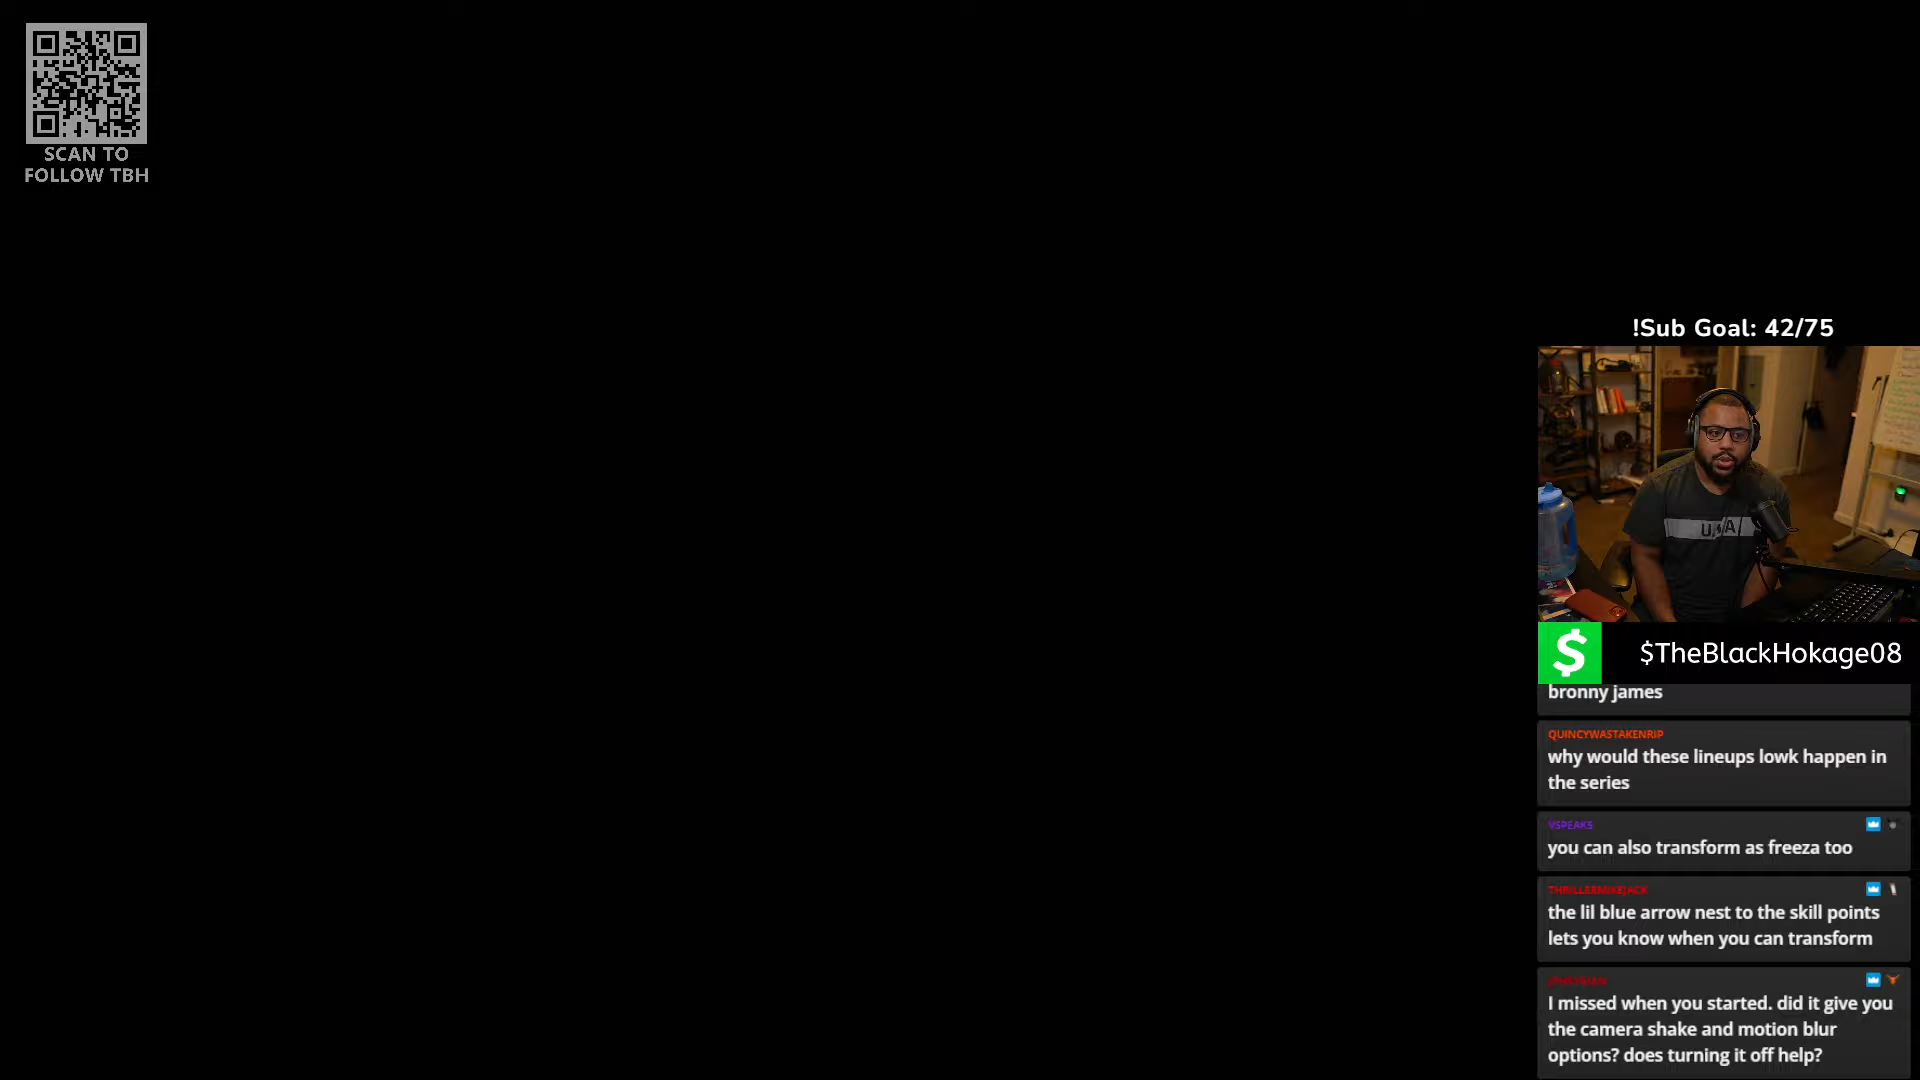 SCAN TO
FOLLOW TBH
!Sub Goal: 42/75
$TheBlackHokage08
bronny james
QUINCYWASTAKENRIP
why would these lineups lowk happen in
the series
VSPEAKS
you can also transform as freeza too
THRILLERMIKEJACK
the lil blue arrow nest to the skill points
lets you know when you can transform
I missed when you started. did it give you
the camera shake and motion blur
options? does turning it off help?